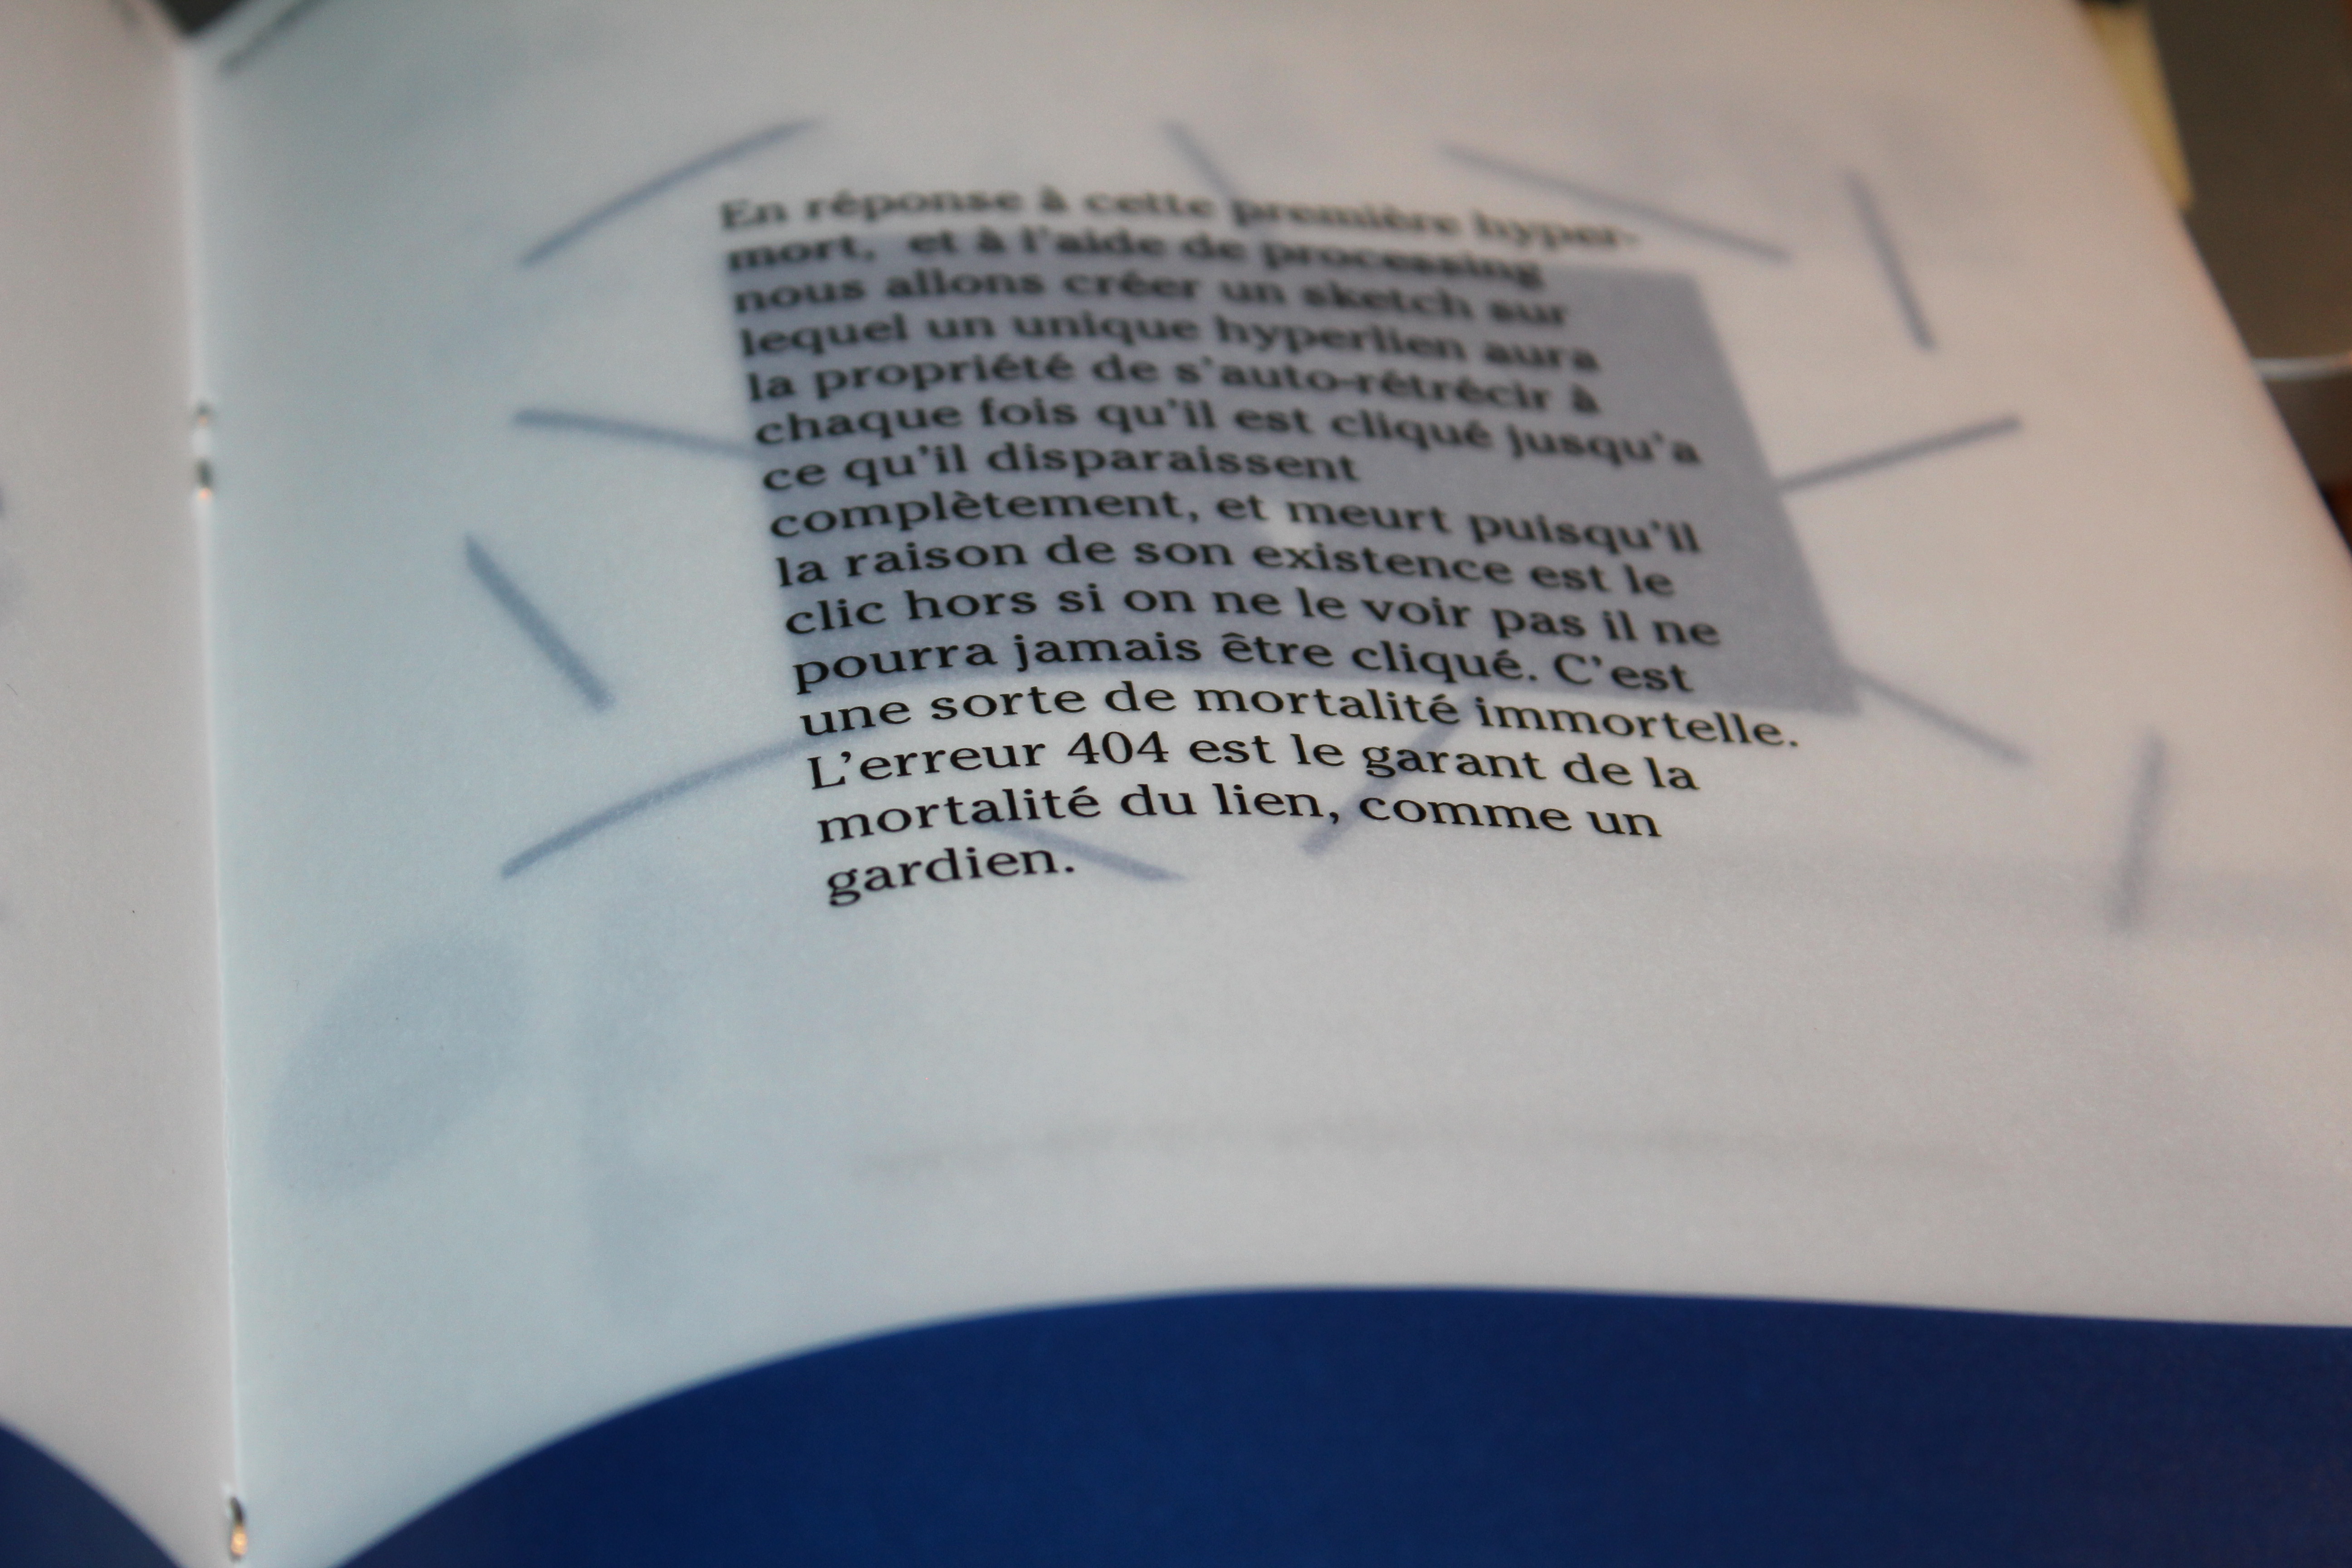 En réponse à cette première hyper-
mort,  et à l'aide de processing
nous allons créer un sketch sur
lequel un unique hyperlien aura
la propriété de s'auto-rétrécir à
chaque fois qu'il est cliqué jusqu'a
ce qu'il disparaissent
complètement, et meurt puisqu'il
la raison de son existence est le
clic hors si on ne le voir pas il ne
pourra jamais être cliqué. C'est
une sorte de mortalité immortelle.
L'erreur 404 est le garant de la
mortalité du lien, comme un
gardien.